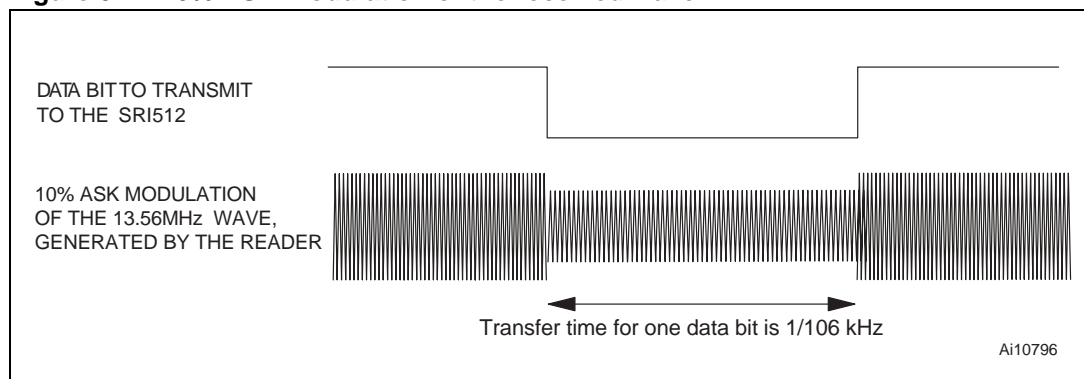 DATA BIT TO TRANSMIT
TO THE SRI512
10% ASK MODULATION
OF THE 13.56MHz WAVE,
GENERATED BY THE READER
Transfer time for one data bit is 1/106 kHz
Ai10796